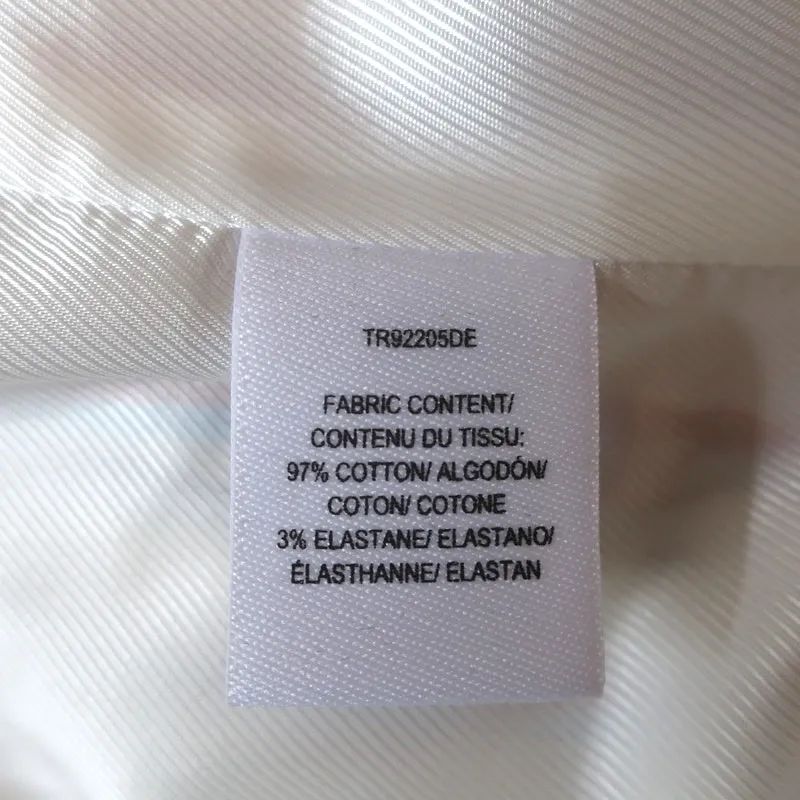 TR92205DE
FABRIC CONTENT/
CONTENU DU TISSU:
97% COTTON/ ALGODÓN/
COTON/ COTONE
3% ELASTANE/ ELASTANO/
ÉLASTHANNE/ ELASTAN